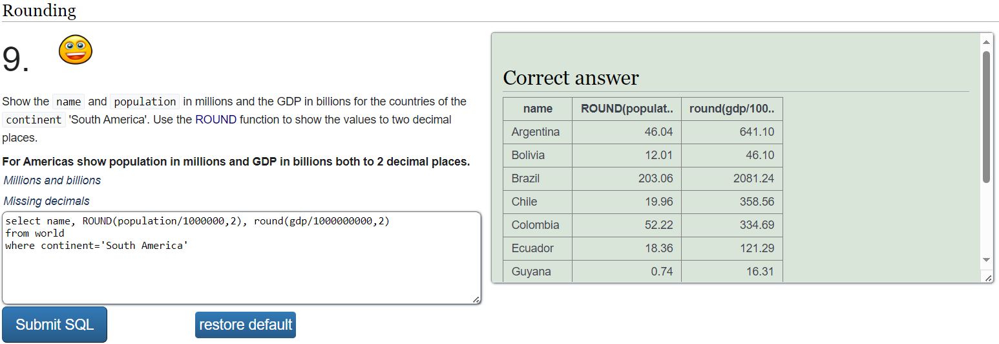 Rounding
9.
Show the name and population in millions and the GDP in billions for the countries of the
continent 'South America'. Use the ROUND function to show the values to two decimal
places.
For Americas show population in millions and GDP in billions both to 2 decimal places.
Millions and billions
Missing decimals
select name, ROUND(population/1000000,2), round(gdp/1000000000,2)
from world
where continent='South America'
Submit SQL
restore default
Correct answer
name ROUND(populat.. round(gdp/100..
Argentina 46.04 641.10
Bolivia 12.01 46.10
Brazil 203.06 2081.24
Chile 19.96 358.56
Colombia 52.22 334.69
Ecuador 18.36 121.29
Guyana 0.74 16.31